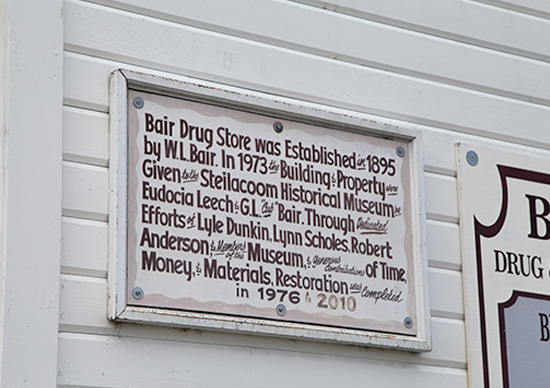 Bair Drug Store was Established in 1895
by W.L. Bair. In 1973 the Building & Property were
Given to the Steilacoom Historical Museum by
Eudocia Leech & G.L. "Cub" Bair. Through Dedicated
Efforts of Lyle Dunkin, Lynn Scholes, Robert
Anderson & Members of the Museum, & generous contributions of Time,
Money, & Materials, Restoration was Completed
in 1976 & 2010
B
DRUG
B